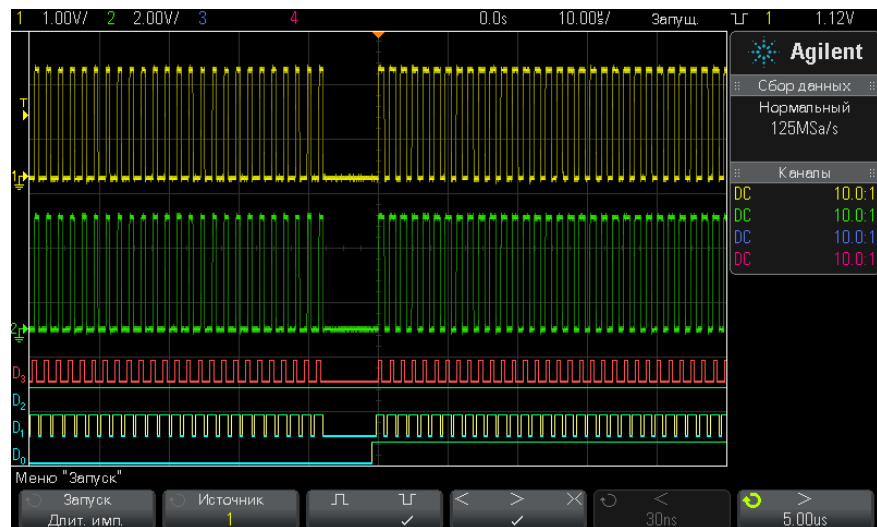 1 1.00V/ 2 2.00V/ 3 4 0.0s 10.00µs/ Запущ. 1 1.12V
Agilent
Сбор данных
Нормальный
125MSa/s
Каналы
DC 10.0:1
DC 10.0:1
DC 10.0:1
DC 10.0:1
T
1
2
D3
D2
D1
D0
Меню "Запуск"
Запуск Источник < > >< < >
Длит. имп. 1 30ns 5.00us